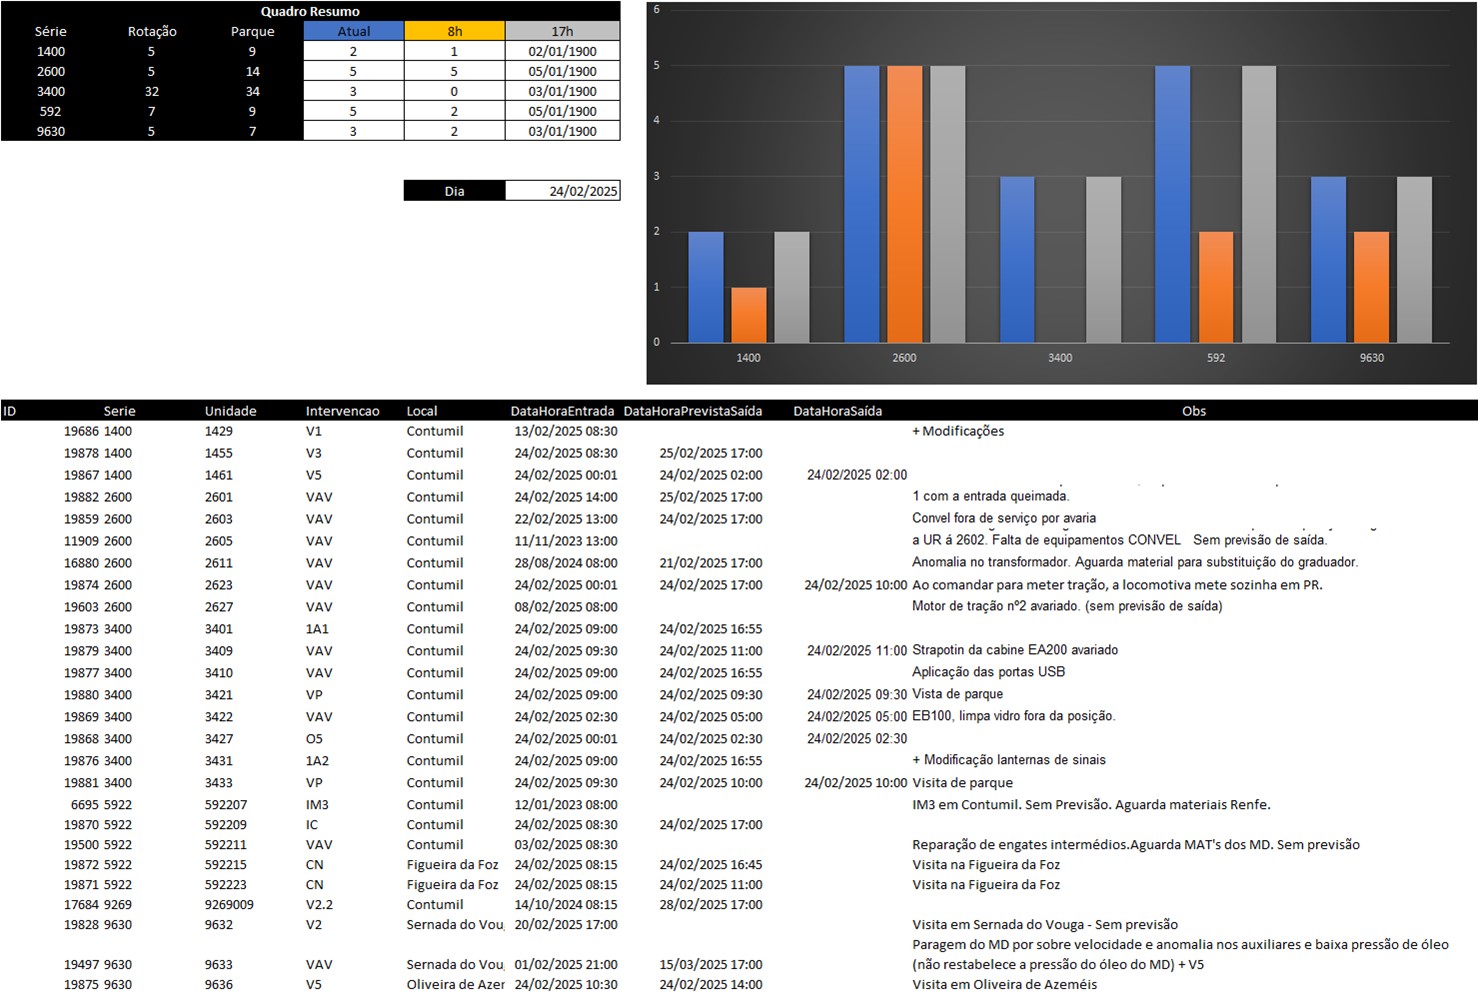 Quadro Resumo
Série Rotação Parque Atual 8h 17h
1400 5 9 2 1 02/01/1900
2600 5 14 5 5 05/01/1900
3400 32 34 3 0 03/01/1900
592 7 9 5 2 05/01/1900
9630 5 7 3 2 03/01/1900
Dia 24/02/2025
6
5
4
3
2
1
0
1400 2600 3400 592 9630
ID Serie Unidade Intervencao Local DataHoraEntrada DataHoraPrevistaSaída DataHoraSaída Obs
19686 1400 1429 V1 Contumil 13/02/2025 08:30 + Modificações
19878 1400 1455 V3 Contumil 24/02/2025 08:30 25/02/2025 17:00
19867 1400 1461 V5 Contumil 24/02/2025 00:01 24/02/2025 02:00 24/02/2025 02:00
19882 2600 2601 VAV Contumil 24/02/2025 14:00 25/02/2025 17:00 1 com a entrada queimada.
19859 2600 2603 VAV Contumil 22/02/2025 13:00 24/02/2025 17:00 Convel fora de serviço por avaria
11909 2600 2605 VAV Contumil 11/11/2023 13:00 a UR á 2602. Falta de equipamentos CONVEL Sem previsão de saída.
16880 2600 2611 VAV Contumil 28/08/2024 08:00 21/02/2025 17:00 Anomalia no transformador. Aguarda material para substituição do graduador.
19874 2600 2623 VAV Contumil 24/02/2025 00:01 24/02/2025 17:00 24/02/2025 10:00 Ao comandar para meter tração, a locomotiva mete sozinha em PR.
19603 2600 2627 VAV Contumil 08/02/2025 08:00 Motor de tração nº2 avariado. (sem previsão de saída)
19873 3400 3401 1A1 Contumil 24/02/2025 09:00 24/02/2025 16:55
19879 3400 3409 VAV Contumil 24/02/2025 09:30 24/02/2025 11:00 24/02/2025 11:00 Strapotin da cabine EA200 avariado
19877 3400 3410 VAV Contumil 24/02/2025 09:00 24/02/2025 16:55 Aplicação das portas USB
19880 3400 3421 VP Contumil 24/02/2025 09:00 24/02/2025 09:30 24/02/2025 09:30 Vista de parque
19869 3400 3422 VAV Contumil 24/02/2025 02:30 24/02/2025 05:00 24/02/2025 05:00 EB100, limpa vidro fora da posição.
19868 3400 3427 O5 Contumil 24/02/2025 00:01 24/02/2025 02:30 24/02/2025 02:30
19876 3400 3431 1A2 Contumil 24/02/2025 09:00 24/02/2025 16:55 + Modificação lanternas de sinais
19881 3400 3433 VP Contumil 24/02/2025 09:30 24/02/2025 10:00 24/02/2025 10:00 Visita de parque
6695 5922 592207 IM3 Contumil 12/01/2023 08:00 IM3 em Contumil. Sem Previsão. Aguarda materiais Renfe.
19870 5922 592209 IC Contumil 24/02/2025 08:30 24/02/2025 17:00
19500 5922 592211 VAV Contumil 03/02/2025 08:30 Reparação de engates intermédios.Aguarda MAT's dos MD. Sem previsão
19872 5922 592215 CN Figueira da Foz 24/02/2025 08:15 24/02/2025 16:45 Visita na Figueira da Foz
19871 5922 592223 CN Figueira da Foz 24/02/2025 08:15 24/02/2025 11:00 Visita na Figueira da Foz
17684 9269 9269009 V2.2 Contumil 14/10/2024 08:15 28/02/2025 17:00
19828 9630 9632 V2 Sernada do Vou 20/02/2025 17:00 Visita em Sernada do Vouga - Sem previsão
Paragem do MD por sobre velocidade e anomalia nos auxiliares e baixa pressão de óleo
19497 9630 9633 VAV Sernada do Vou 01/02/2025 21:00 15/03/2025 17:00 (não restabelece a pressão do óleo do MD) + V5
19875 9630 9636 V5 Oliveira de Azer 24/02/2025 10:30 24/02/2025 14:00 Visita em Oliveira de Azeméis